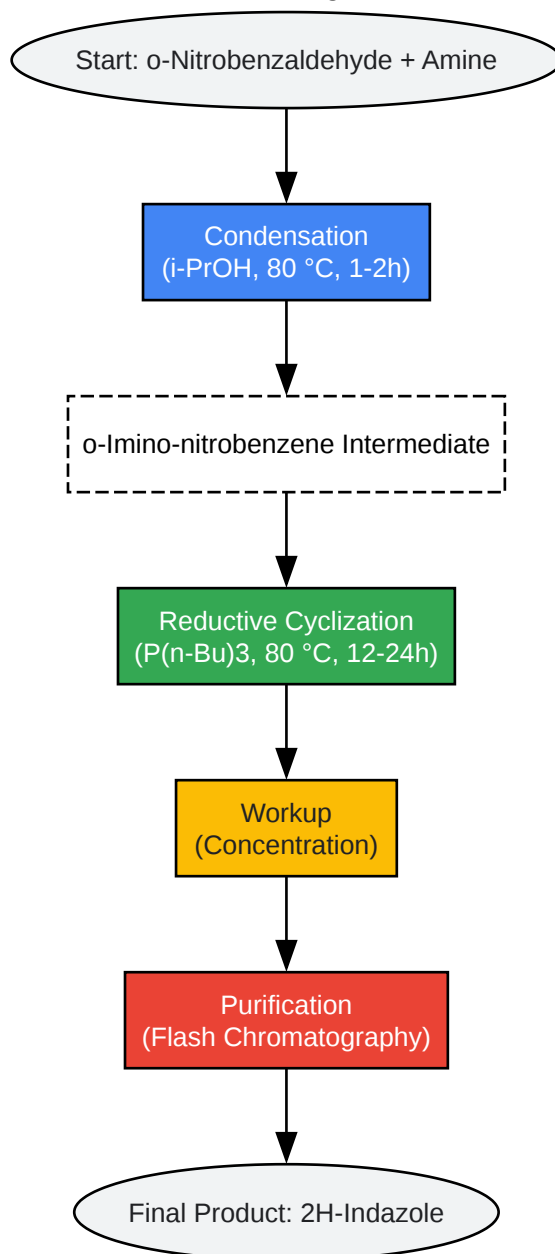 Start: o-Nitrobenzaldehyde + Amine
Condensation
(i-PrOH, 80 °C, 1-2h)
o-Imino-nitrobenzene Intermediate
Reductive Cyclization
(P(n-Bu)3, 80 °C, 12-24h)
Workup
(Concentration)
Purification
(Flash Chromatography)
Final Product: 2H-Indazole